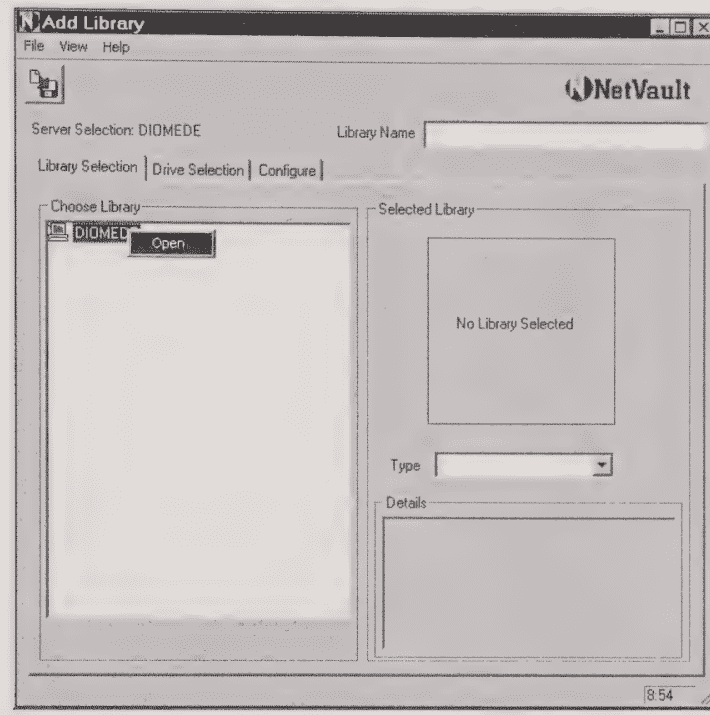 Add Library
File View Help
NetVault
Server Selection: DIOMEDE
Library Name
Library Selection Drive Selection Configure
Choose Library
Selected Library
DIOMED
Open
No Library Selected
Type
Details
8:54